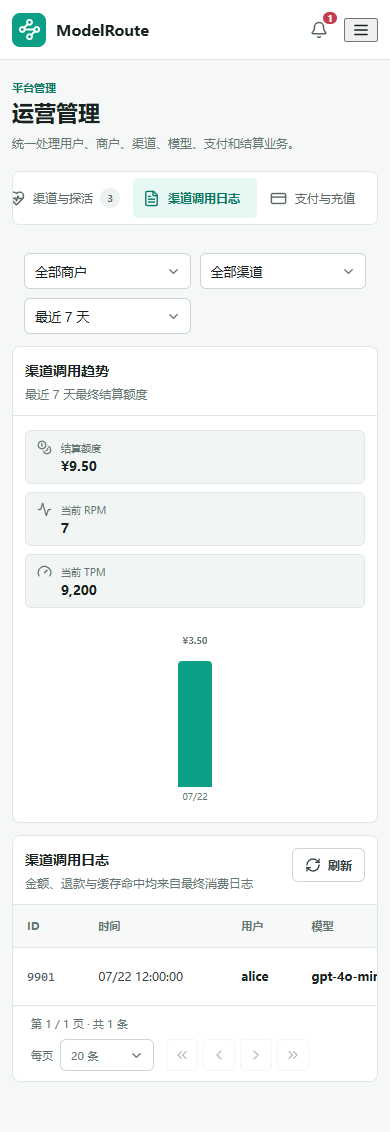 ModelRoute
1
平台管理
运营管理
统一处理用户、商户、渠道、模型、支付和结算业务。
渠道与探活 3 渠道调用日志 支付与充值
全部商户 全部渠道
最近 7 天
渠道调用趋势
最近 7 天最终结算额度
结算额度
¥9.50
当前 RPM
7
当前 TPM
9,200
¥3.50
07/22
渠道调用日志
金额、退款与缓存命中均来自最终消费日志
刷新
ID 时间 用户 模型
9901 07/22 12:00:00 alice gpt-4o-mi
第 1 / 1 页 · 共 1 条
每页 20 条